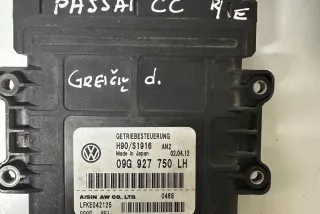 PASSAT CC R/E
GREIČIŲ d.
GETRIEBESTEUERUNG
H90/S1916 AN2
Made in Japan 02.04.12
09G 927 750 LH
AISIN AW CO., LTD. 0468
LFKE042125